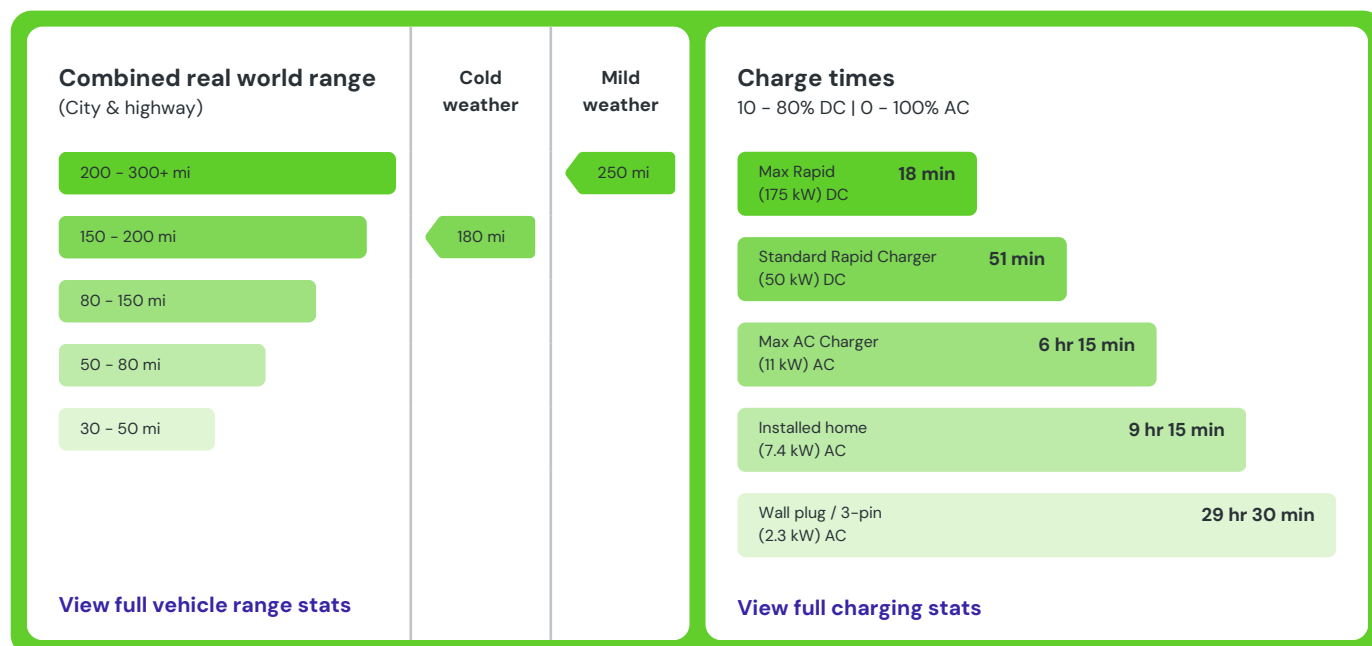 Combined real world range
(City & highway)
Cold
weather
Mild
weather
200 - 300+ mi
250 mi
150 - 200 mi
180 mi
80 - 150 mi
50 - 80 mi
30 - 50 mi
View full vehicle range stats
Charge times
10 - 80% DC | 0 - 100% AC
Max Rapid
(175 kW) DC
18 min
Standard Rapid Charger
(50 kW) DC
51 min
Max AC Charger
(11 kW) AC
6 hr 15 min
Installed home
(7.4 kW) AC
9 hr 15 min
Wall plug / 3-pin
(2.3 kW) AC
29 hr 30 min
View full charging stats